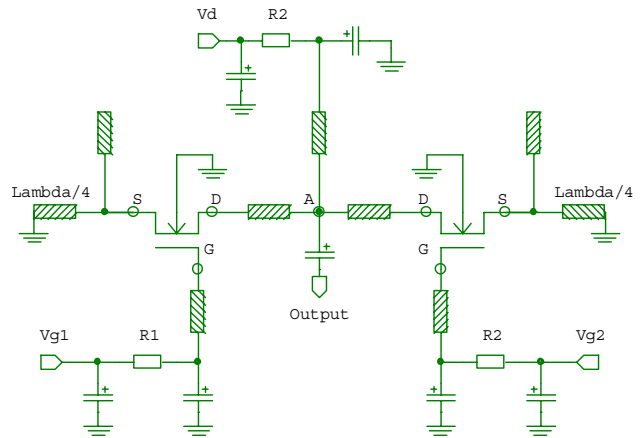 Vd
R2
Lambda/4
S
D
A
D
S
Lambda/4
G
G
Output
Vg1
R1
R2
Vg2